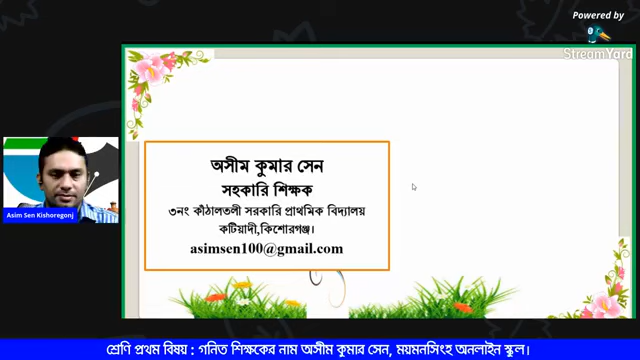 Powered by
StreamYard
অসীম কুমার সেন
সহকারি শিক্ষক
৩নং কাঁঠালতলী সরকারি প্রাথমিক বিদ্যালয়
কটিয়াদী,কিশোরগঞ্জ।
asimsen100@gmail.com
Asim Sen Kishoregonj
শ্রেণি প্রথম বিষয় : গনিত শিক্ষকের নাম অসীম কুমার সেন, ময়মনসিংহ অনলাইন স্কুল।